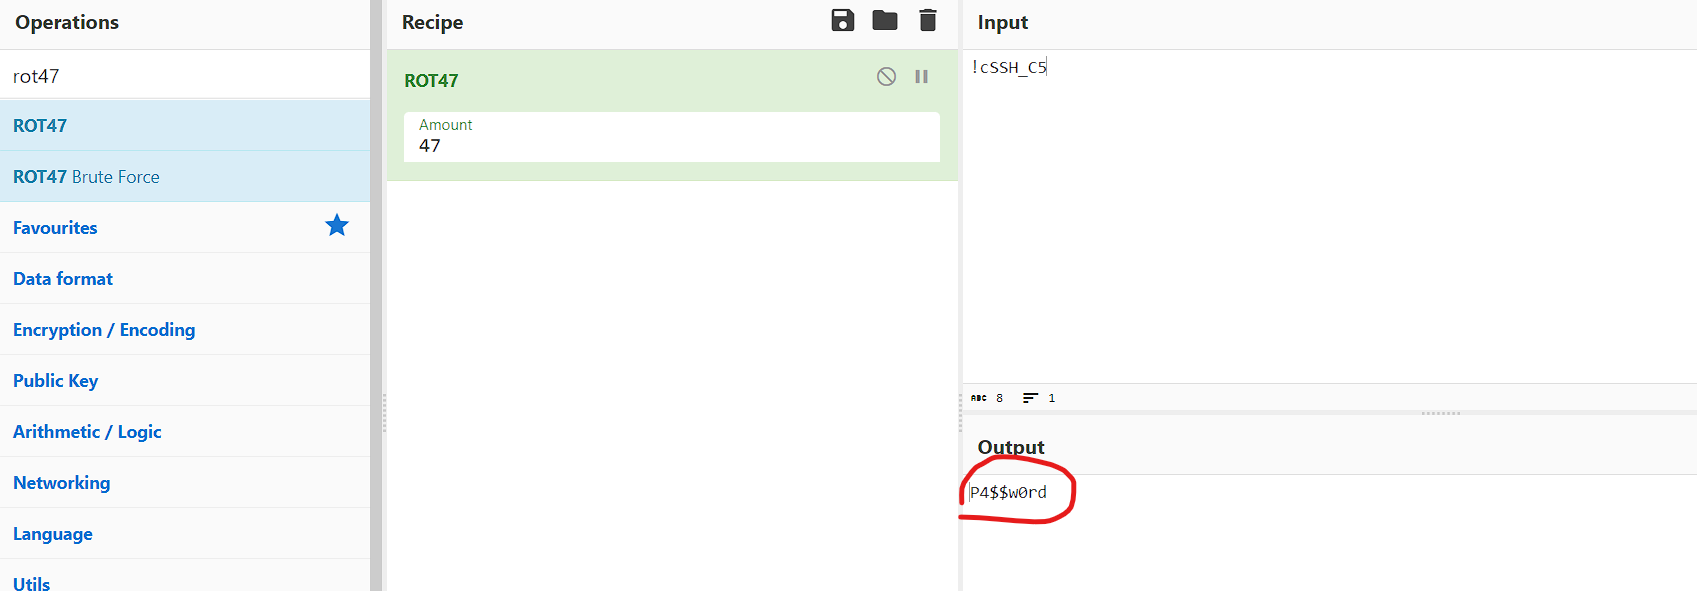 Operations
rot47
ROT47
ROT47 Brute Force
Favourites
Data format
Encryption / Encoding
Public Key
Arithmetic / Logic
Networking
Language
Utils
Recipe
ROT47
Amount
47
Input
!cSSH_C5
ABC 8 1
Output
P4$$w0rd